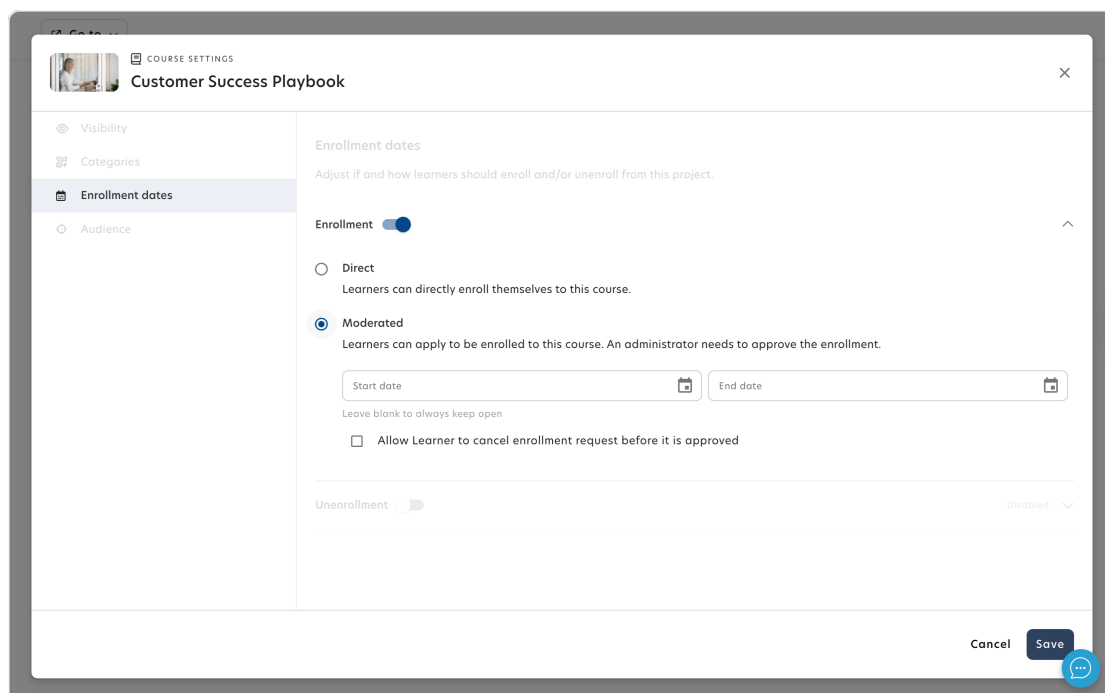 Go to
COURSE SETTINGS
Customer Success Playbook
Visibility
Categories
Enrollment dates
Audience
Enrollment dates
Adjust if and how learners should enroll and/or unenroll from this project.
Enrollment
Direct
Learners can directly enroll themselves to this course.
Moderated
Learners can apply to be enrolled to this course. An administrator needs to approve the enrollment.
Start date
End date
Leave blank to always keep open
Allow Learner to cancel enrollment request before it is approved
Unenrollment
Disabled
Cancel
Save